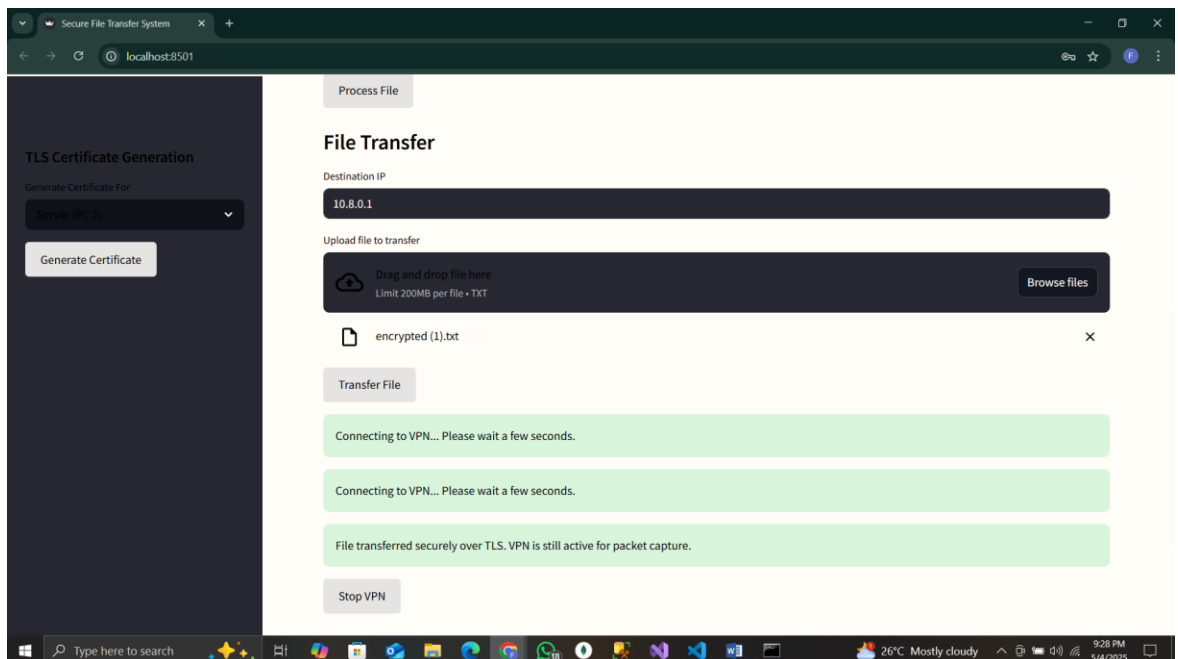 Secure File Transfer System
localhost:8501
F
Process File
File Transfer
TLS Certificate Generation
Destination IP
Generate Certificate For
10.8.0.1
Server (PC 2)
Upload file to transfer
Generate Certificate
Drag and drop file here
Limit 200MB per file • TXT
Browse files
encrypted (1).txt
Transfer File
Connecting to VPN... Please wait a few seconds.
Connecting to VPN... Please wait a few seconds.
File transferred securely over TLS. VPN is still active for packet capture.
Stop VPN
Type here to search
18
26°C Mostly cloudy
9:28 PM
5/4/2025